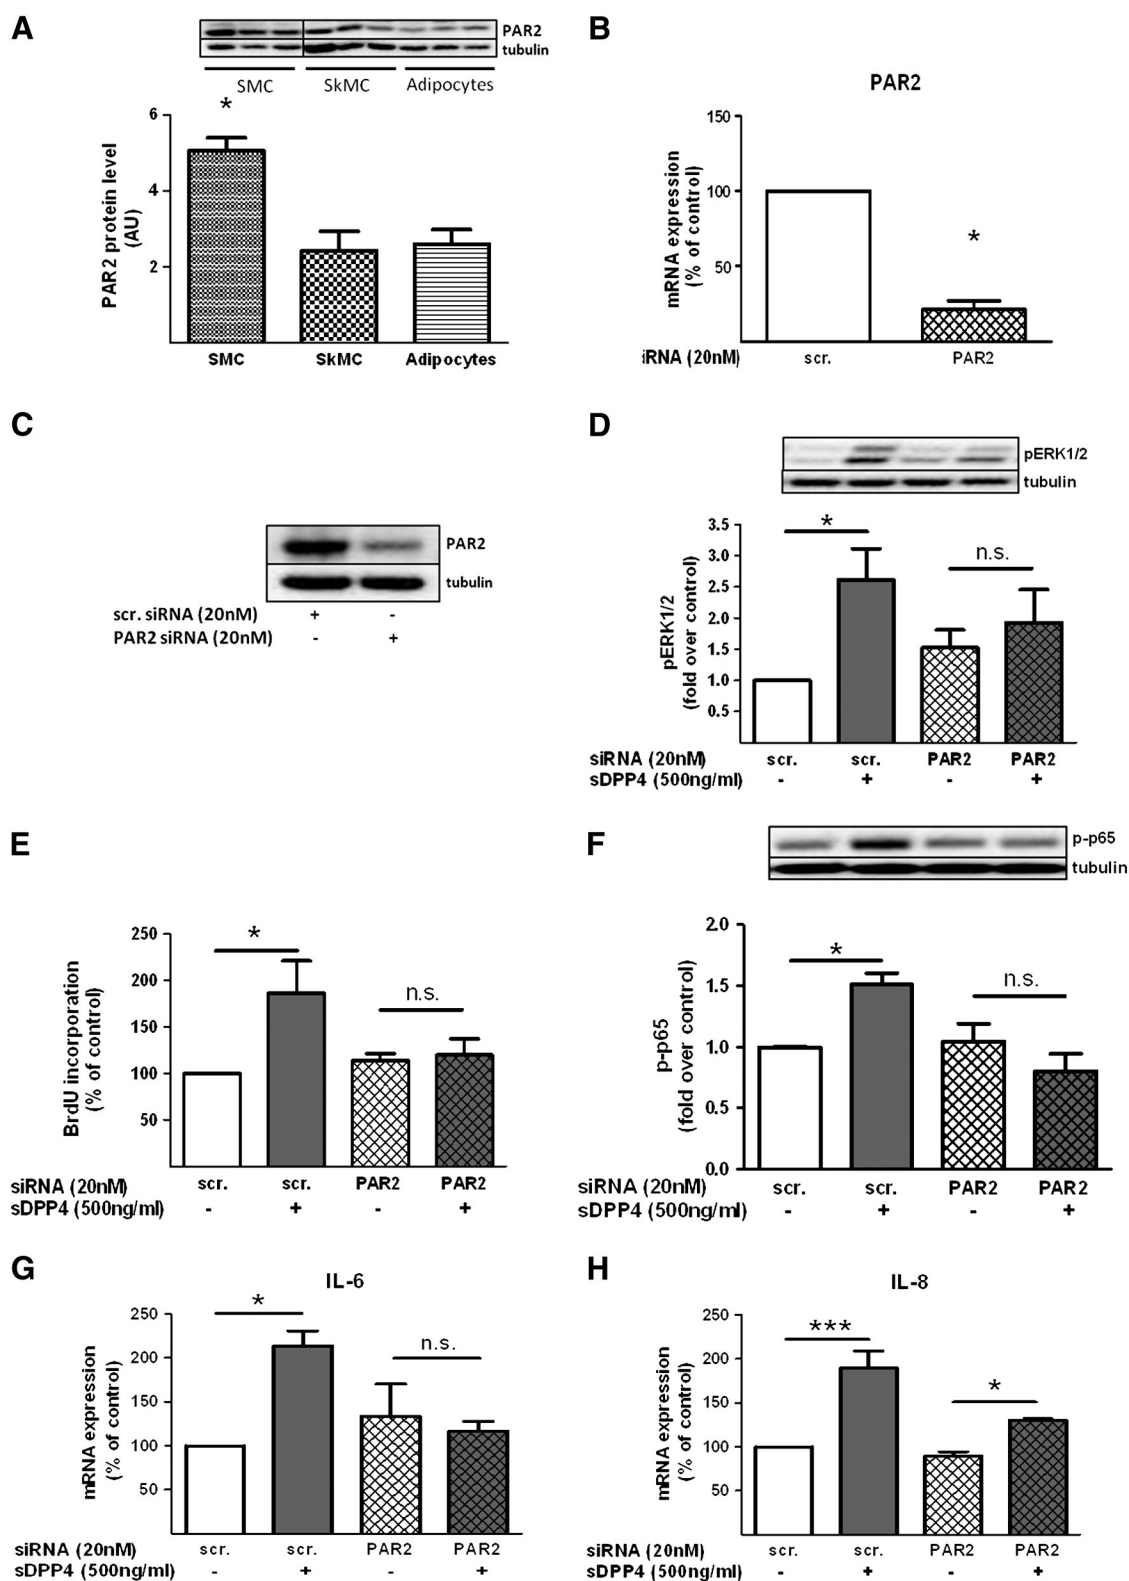 A
PAR2
tubulin
SMC SkMC Adipocytes
*
6
4
2
PAR2 protein level
(AU)
SMC SkMC Adipocytes
B
PAR2
150
100
50
mRNA expression
(% of control)
*
iRNA (20nM) scr. PAR2
C
PAR2
tubulin
scr. siRNA (20nM) + -
PAR2 siRNA (20nM) - +
D
pERK1/2
tubulin
3.5
3.0
2.5
2.0
1.5
1.0
0.5
pERK1/2
(fold over control)
*
n.s.
siRNA (20nM) scr. scr. PAR2 PAR2
sDPP4 (500ng/ml) - + - +
E
250
200
150
100
50
BrdU incorporation
(% of control)
*
n.s.
siRNA (20nM) scr. scr. PAR2 PAR2
sDPP4 (500ng/ml) - + - +
F
p-p65
tubulin
2.0
1.5
1.0
0.5
0.0
p-p65
(fold over control)
*
n.s.
siRNA (20nM) scr. scr. PAR2 PAR2
sDPP4 (500ng/ml) - + - +
G
IL-6
250
200
150
100
50
mRNA expression
(% of control)
*
n.s.
siRNA (20nM) scr. scr. PAR2 PAR2
sDPP4 (500ng/ml) - + - +
H
IL-8
250
200
150
100
50
mRNA expression
(% of control)
***
*
siRNA (20nM) scr. scr. PAR2 PAR2
sDPP4 (500ng/ml) - + - +